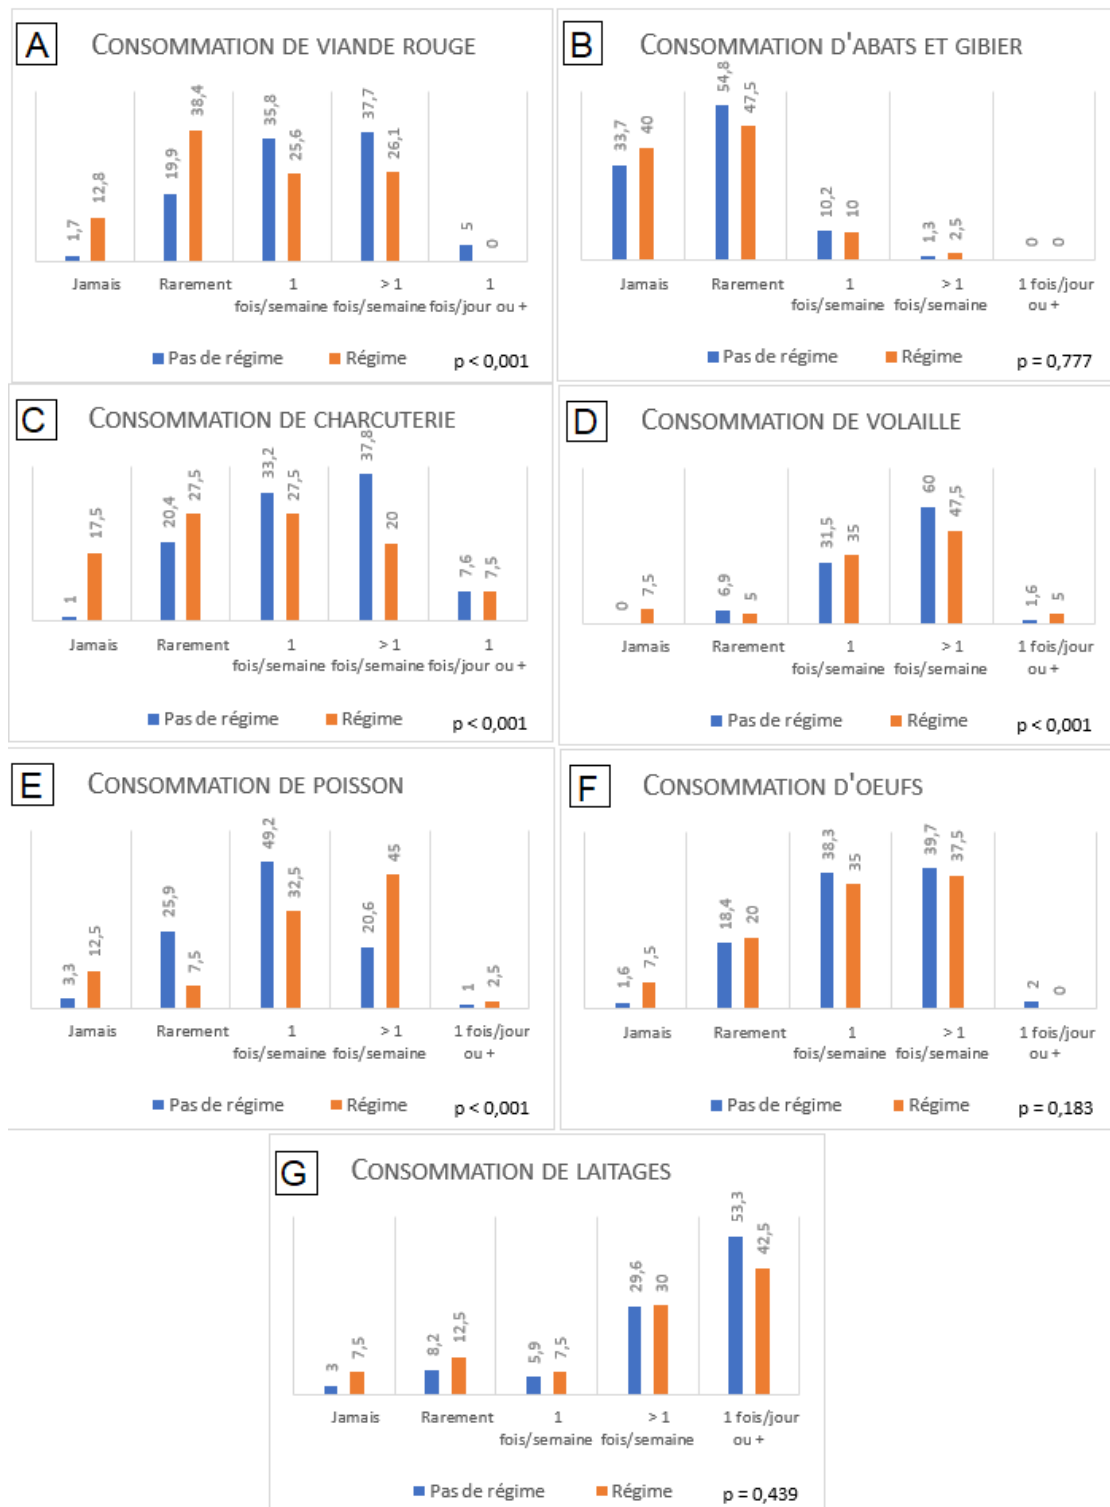 A
CONSOMMATION DE VIANDE ROUGE
1,7
12,8
19,9
38,4
35,8
25,6
37,7
26,1
5
0
Jamais
Rarement
1
fois/semaine
> 1
fois/semaine
1
fois/jour ou +
Pas de régime
Régime
p < 0,001
B
CONSOMMATION D'ABATS ET GIBIER
33,7
40
54,8
47,5
10,2
10
1,3
2,5
0
0
Jamais
Rarement
1
fois/semaine
> 1
fois/semaine
1 fois/jour
ou +
Pas de régime
Régime
p = 0,777
C
CONSOMMATION DE CHARCUTERIE
1
17,5
20,4
27,5
33,2
27,5
37,8
20
7,6
7,5
Jamais
Rarement
1
fois/semaine
> 1
fois/semaine
1
fois/jour ou +
Pas de régime
Régime
p < 0,001
D
CONSOMMATION DE VOLAILLE
0
7,5
6,9
5
31,5
35
60
47,5
1,6
5
Jamais
Rarement
1
fois/semaine
> 1
fois/semaine
1 fois/jour
ou +
Pas de régime
Régime
p < 0,001
E
CONSOMMATION DE POISSON
3,3
12,5
25,9
7,5
49,2
32,5
20,6
45
1
2,5
Jamais
Rarement
1
fois/semaine
> 1
fois/semaine
1 fois/jour
ou +
Pas de régime
Régime
p < 0,001
F
CONSOMMATION D'OEUFS
1,6
7,5
18,4
20
38,3
35
39,7
37,5
2
0
Jamais
Rarement
1
fois/semaine
> 1
fois/semaine
1 fois/jour
ou +
Pas de régime
Régime
p = 0,183
G
CONSOMMATION DE LAITAGES
3
7,5
8,2
12,5
5,9
7,5
29,6
30
53,3
42,5
Jamais
Rarement
1
fois/semaine
> 1
fois/semaine
1 fois/jour
ou +
Pas de régime
Régime
p = 0,439